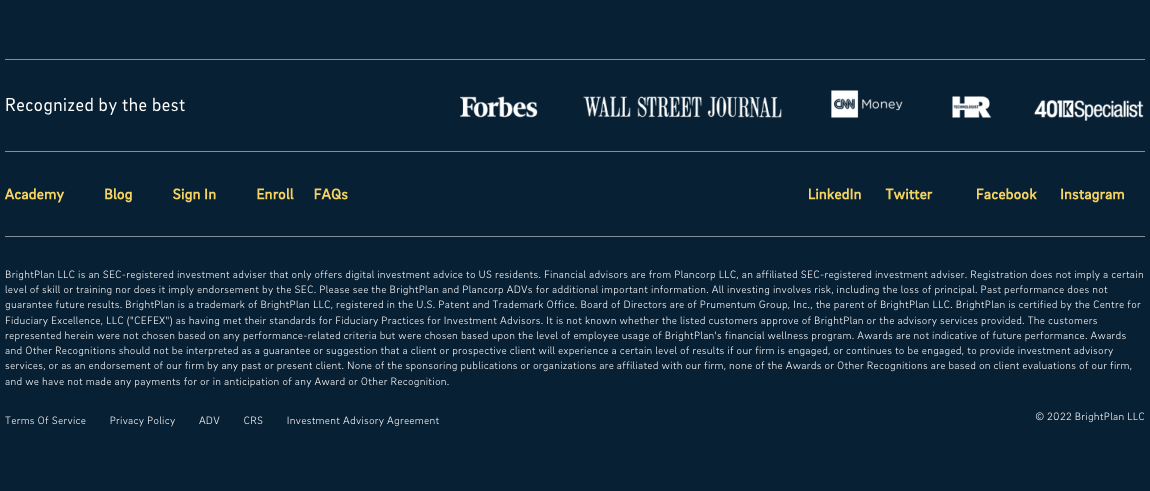 Recognized by the best
Forbes WALL STREET JOURNAL CNN Money HR TECHNOLOGIST 401K Specialist
Academy Blog Sign In Enroll FAQs LinkedIn Twitter Facebook Instagram
BrightPlan LLC is an SEC-registered investment adviser that only offers digital investment advice to US residents. Financial advisors are from Plancorp LLC, an affiliated SEC-registered investment adviser. Registration does not imply a certain
level of skill or training nor does it imply endorsement by the SEC. Please see the BrightPlan and Plancorp ADVs for additional important information. All investing involves risk, including the loss of principal. Past performance does not
guarantee future results. BrightPlan is a trademark of BrightPlan LLC, registered in the U.S. Patent and Trademark Office. Board of Directors are of Prumentum Group, Inc., the parent of BrightPlan LLC. BrightPlan is certified by the Centre for
Fiduciary Excellence, LLC ("CEFEX") as having met their standards for Fiduciary Practices for Investment Advisors. It is not known whether the listed customers approve of BrightPlan or the advisory services provided. The customers
represented herein were not chosen based on any performance-related criteria but were chosen based upon the level of employee usage of BrightPlan's financial wellness program. Awards are not indicative of future performance. Awards
and Other Recognitions should not be interpreted as a guarantee or suggestion that a client or prospective client will experience a certain level of results if our firm is engaged, or continues to be engaged, to provide investment advisory
services, or as an endorsement of our firm by any past or present client. None of the sponsoring publications or organizations are affiliated with our firm, none of the Awards or Other Recognitions are based on client evaluations of our firm,
and we have not made any payments for or in anticipation of any Award or Other Recognition.
Terms Of Service Privacy Policy ADV CRS Investment Advisory Agreement © 2022 BrightPlan LLC